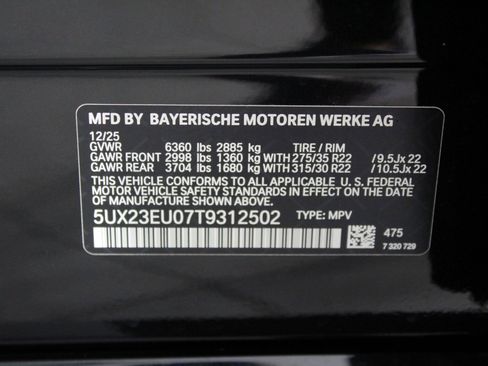 MFD BY BAYERISCHE MOTOREN WERKE AG
12/25
GVWR 6360 lbs 2885 kg TIRE / RIM
GAWR FRONT 2998 lbs 1360 kg WITH 275/35 R22 / 9.5Jx 22
GAWR REAR 3704 lbs 1680 kg WITH 315/30 R22 / 10.5Jx 22
THIS VEHICLE CONFORMS TO ALL APPLICABLE U.S. FEDERAL
MOTOR VEHICLE SAFETY STANDARDS IN EFFECT ON THE DATE
OF MANUFACTURE SHOWN ABOVE.
5UX23EU07T9312502 TYPE: MPV
475
7 320 729